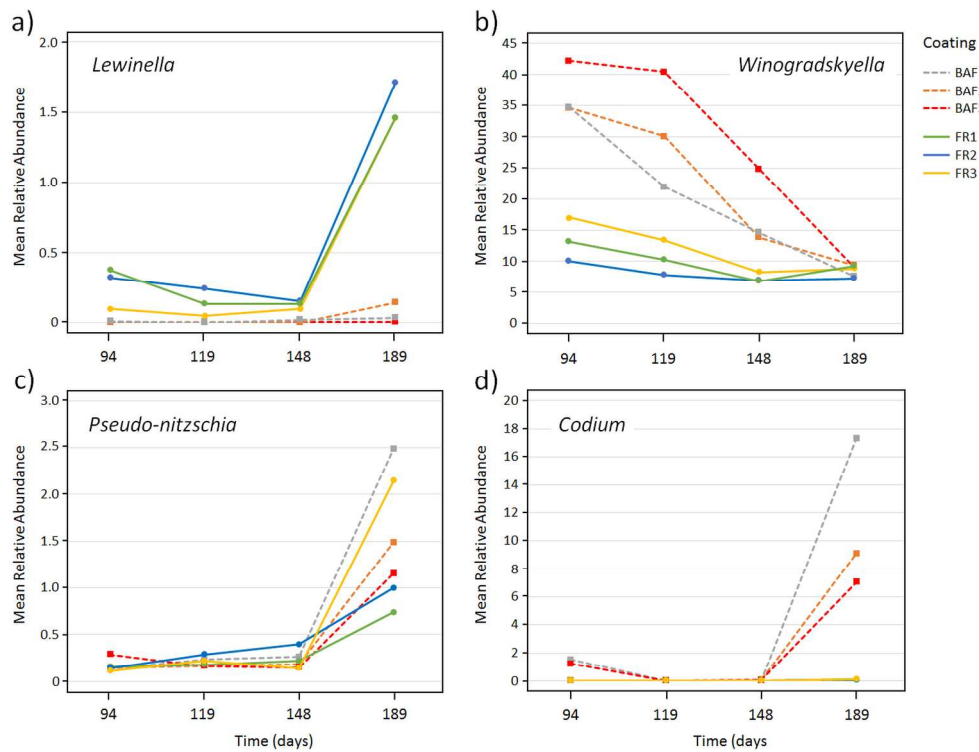 a)
Lewinella
Mean Relative Abundance
2.0
1.5
1.0
0.5
0
94 119 148 189
b)
Winogradskyella
Mean Relative Abundance
45
40
35
30
25
20
15
10
5
0
94 119 148 189
Coating
BAF
BAF
BAF
FR1
FR2
FR3
c)
Pseudo-nitzschia
Mean Relative Abundance
3.0
2.5
2.0
1.5
1.0
0.5
0
94 119 148 189
Time (days)
d)
Codium
Mean Relative Abundance
20
18
16
14
12
10
8
6
4
2
0
94 119 148 189
Time (days)